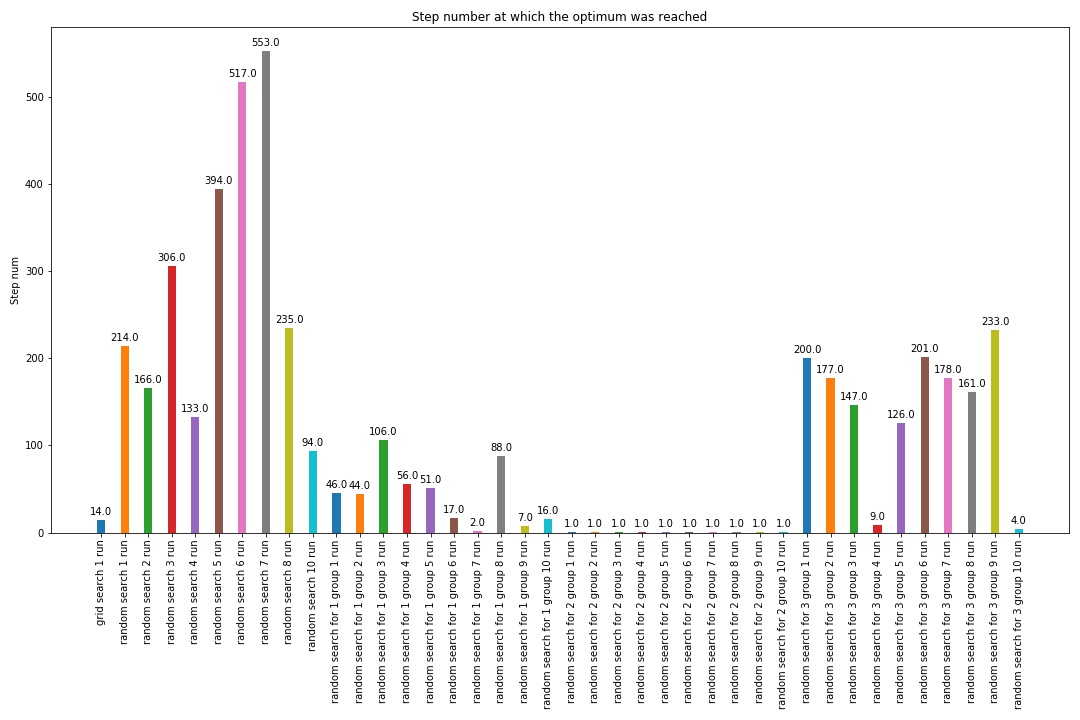 Step number at which the optimum was reached
Step num
500
400
300
200
100
0
14.0
214.0
166.0
306.0
133.0
394.0
517.0
553.0
235.0
94.0
46.0
44.0
106.0
56.0
51.0
17.0
2.0
88.0
7.0
16.0
1.0
1.0
1.0
1.0
1.0
1.0
1.0
1.0
1.0
1.0
200.0
177.0
147.0
9.0
126.0
201.0
178.0
161.0
233.0
4.0
grid search 1 run
random search 1 run
random search 2 run
random search 3 run
random search 4 run
random search 5 run
random search 6 run
random search 7 run
random search 8 run
random search 10 run
random search for 1 group 1 run
random search for 1 group 2 run
random search for 1 group 3 run
random search for 1 group 4 run
random search for 1 group 5 run
random search for 1 group 6 run
random search for 1 group 7 run
random search for 1 group 8 run
random search for 1 group 9 run
random search for 1 group 10 run
random search for 2 group 1 run
random search for 2 group 2 run
random search for 2 group 3 run
random search for 2 group 4 run
random search for 2 group 5 run
random search for 2 group 6 run
random search for 2 group 7 run
random search for 2 group 8 run
random search for 2 group 9 run
random search for 2 group 10 run
random search for 3 group 1 run
random search for 3 group 2 run
random search for 3 group 3 run
random search for 3 group 4 run
random search for 3 group 5 run
random search for 3 group 6 run
random search for 3 group 7 run
random search for 3 group 8 run
random search for 3 group 9 run
random search for 3 group 10 run